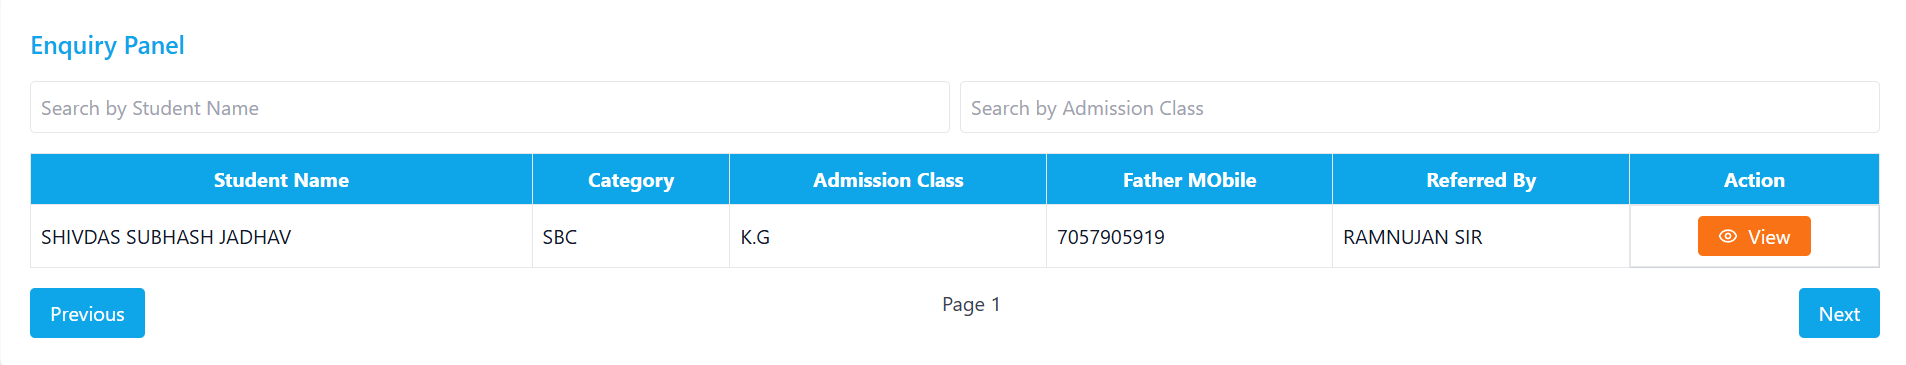 Enquiry Panel
Search by Student Name Search by Admission Class
Student Name Category Admission Class Father MObile Referred By Action
SHIVDAS SUBHASH JADHAV SBC K.G 7057905919 RAMNUJAN SIR View
Previous Page 1 Next